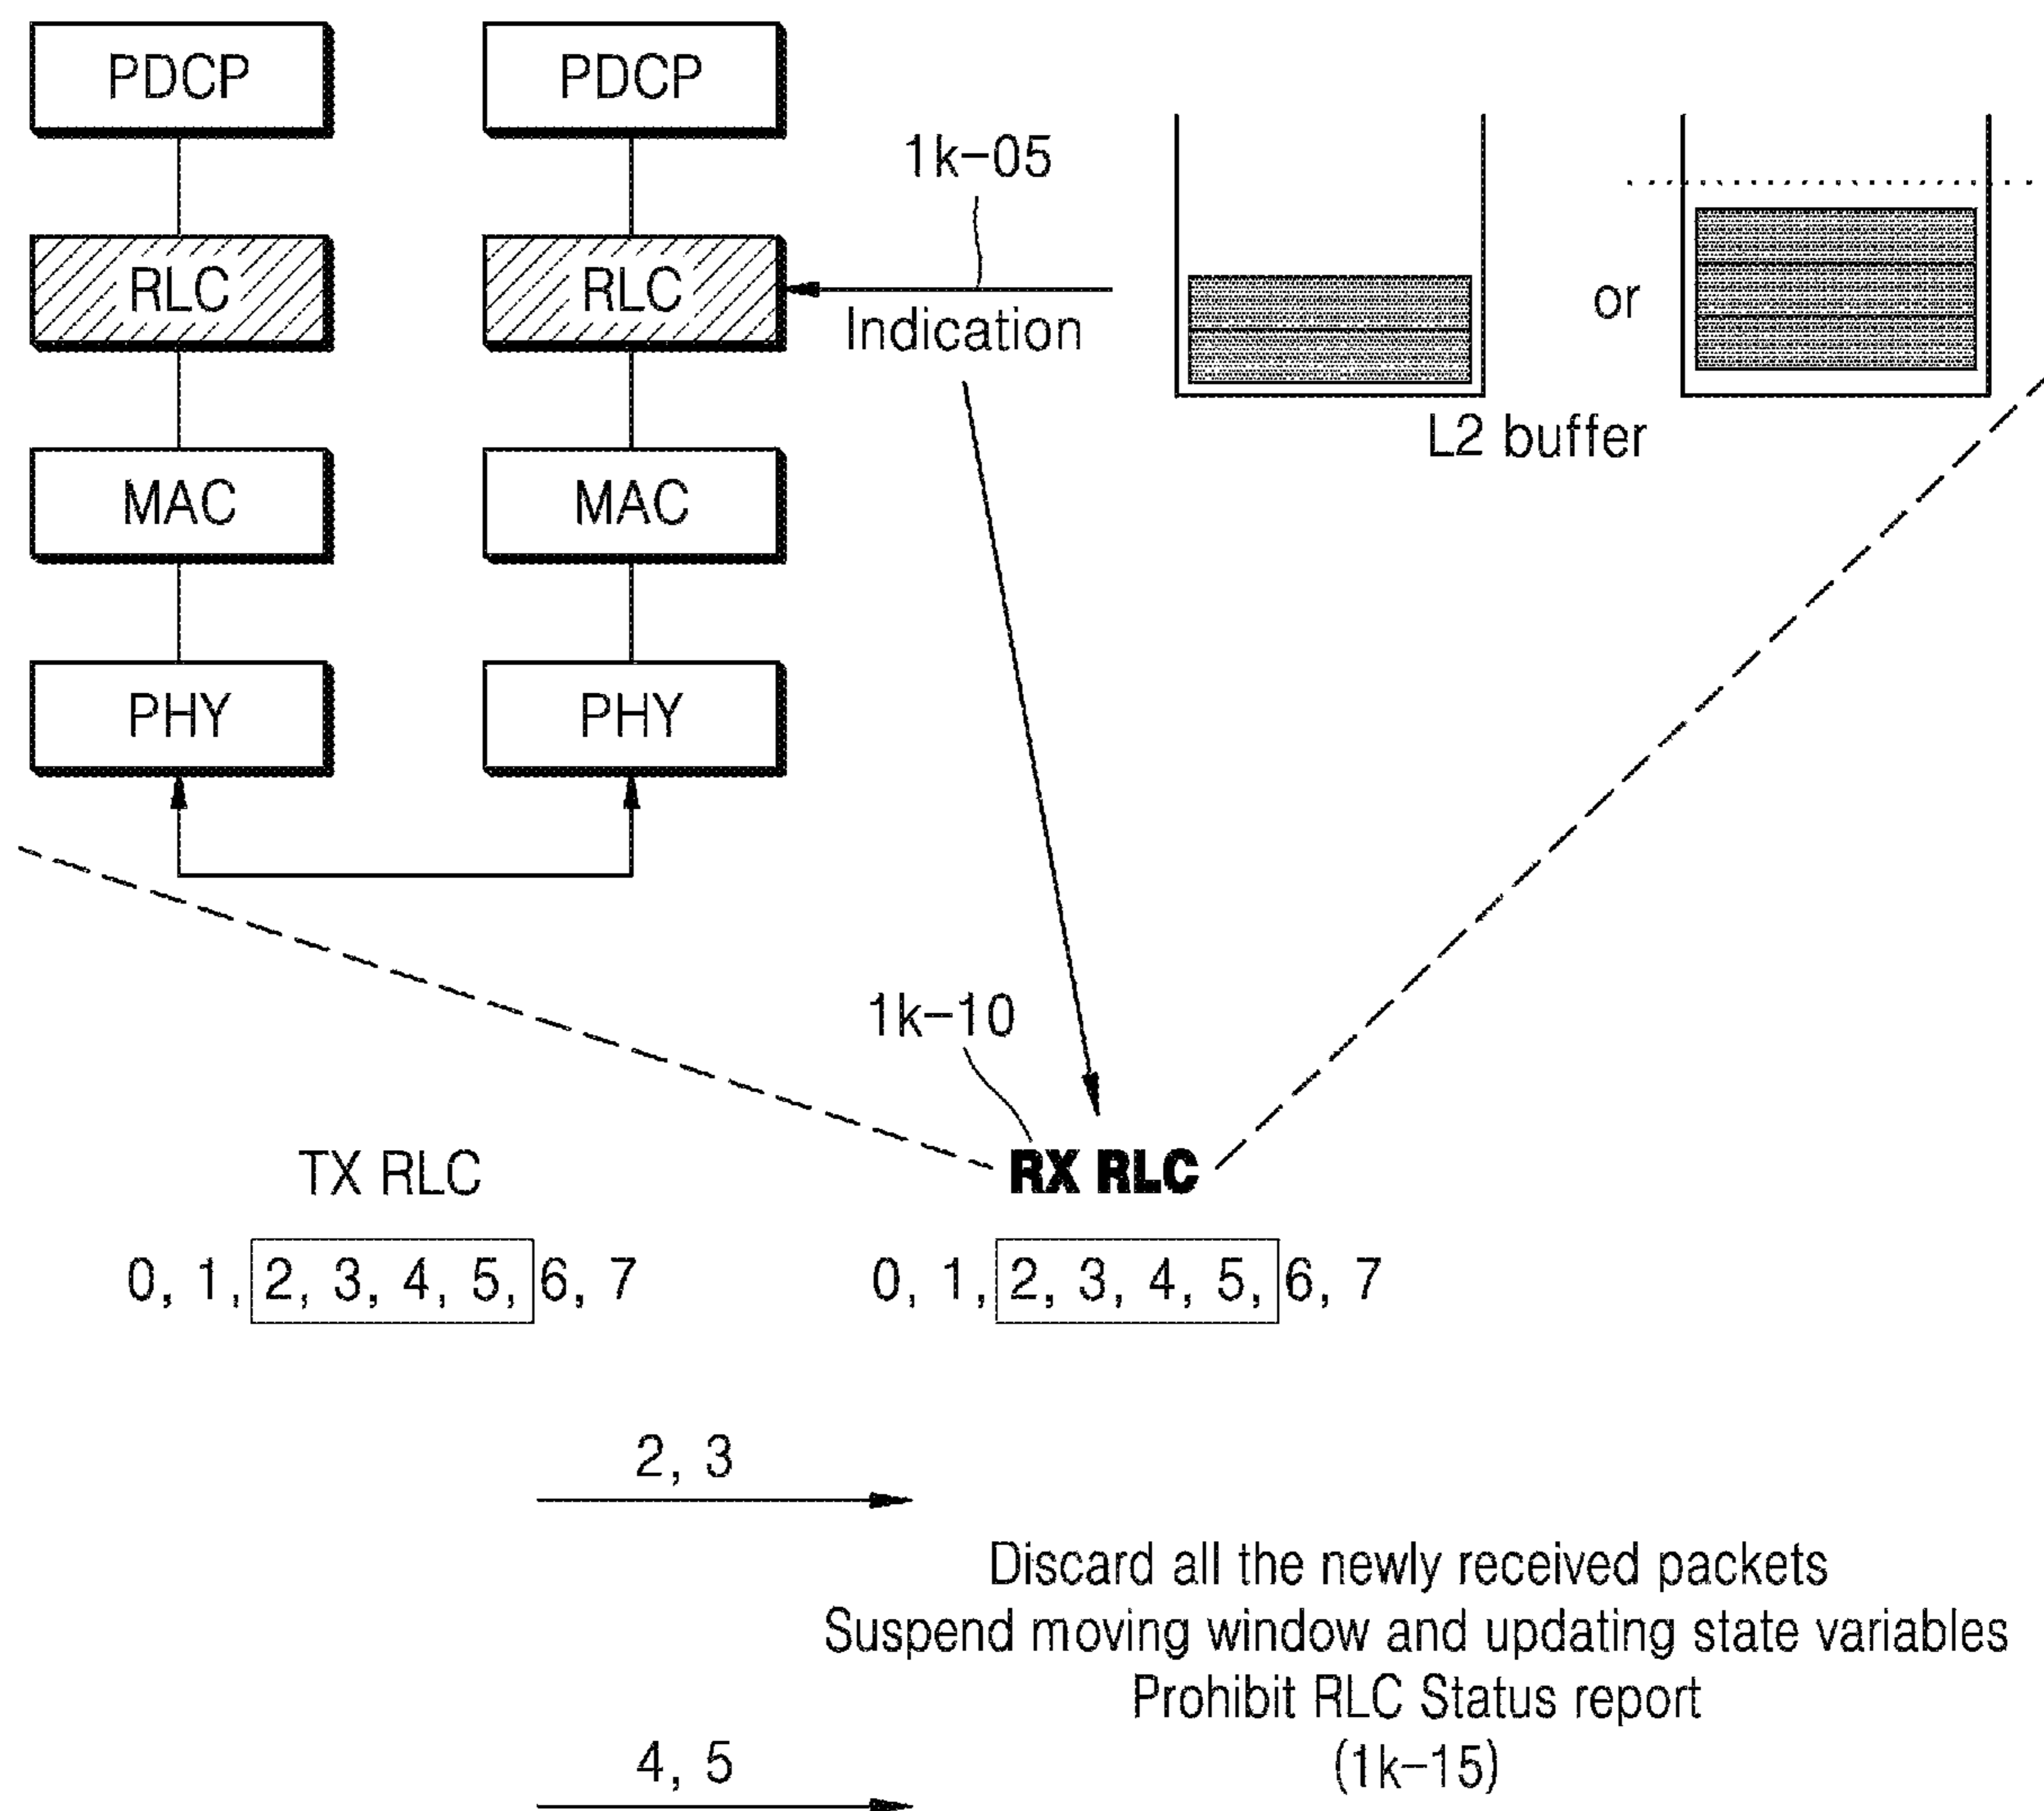 PDCP PDCP
1k-05
RLC RLC
Indication
or
L2 buffer
MAC MAC
PHY PHY
1k-10
TX RLC
RX RLC
0, 1, 2, 3, 4, 5, 6, 7
0, 1, 2, 3, 4, 5, 6, 7
2, 3
Discard all the newly received packets
Suspend moving window and updating state variables
Prohibit RLC Status report
(1k-15)
4, 5